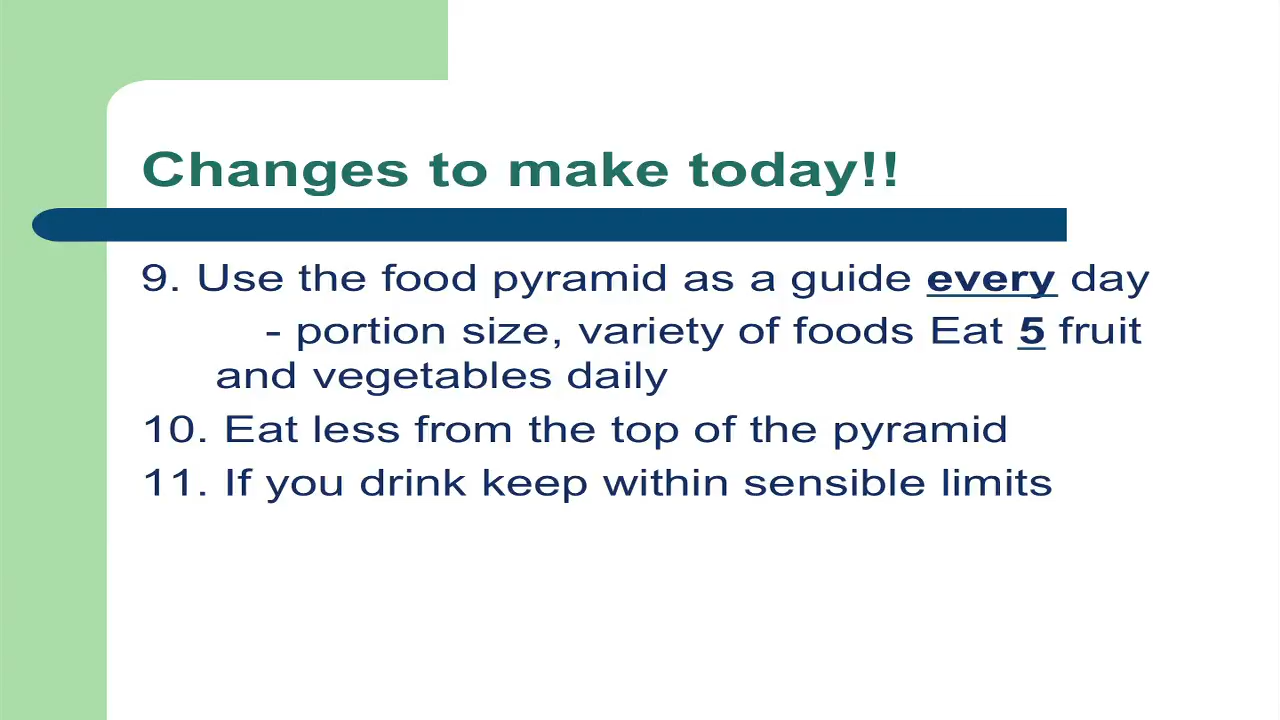 Changes to make today!!
9. Use the food pyramid as a guide every day
- portion size, variety of foods Eat 5 fruit
and vegetables daily
10. Eat less from the top of the pyramid
11. If you drink keep within sensible limits